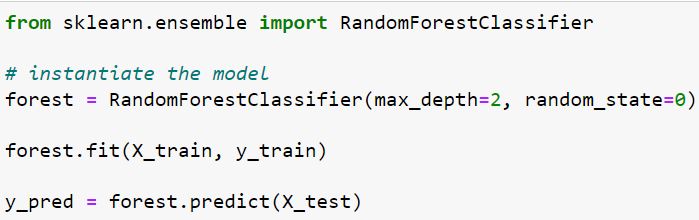 from sklearn.ensemble import RandomForestClassifier
# instantiate the model
forest = RandomForestClassifier(max_depth=2, random_state=0)
forest.fit(X_train, y_train)
y_pred = forest.predict(X_test)